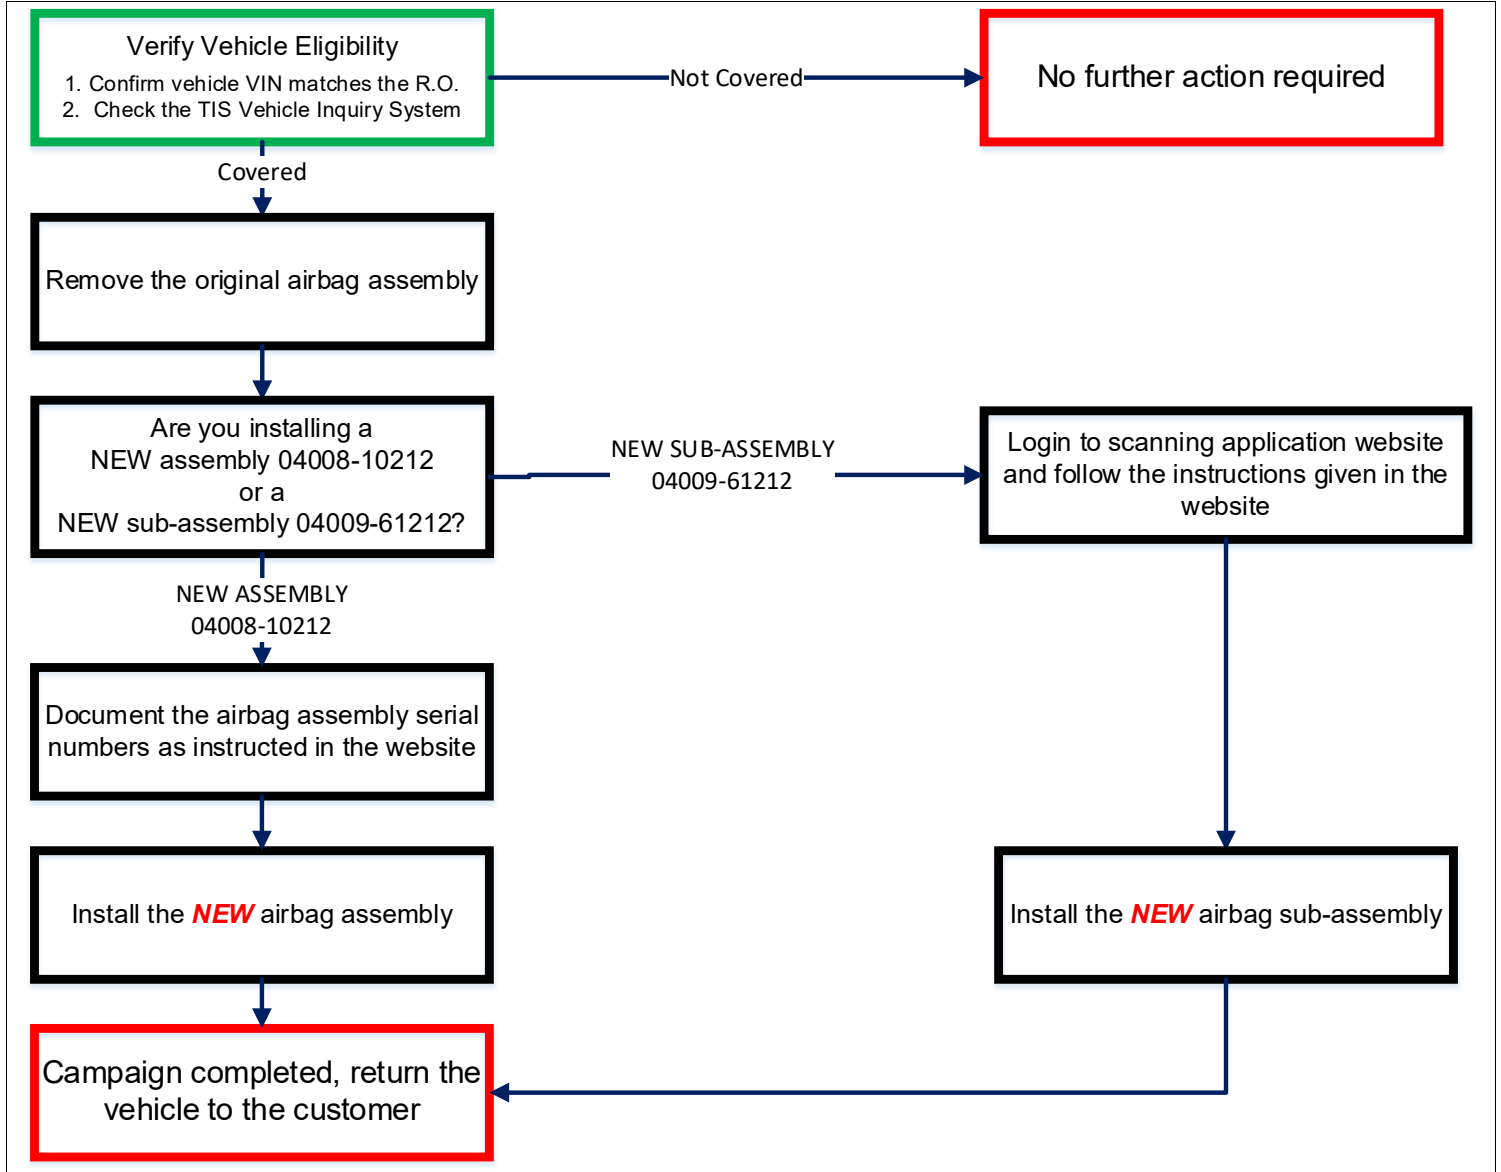 Verify Vehicle Eligibility
1. Confirm vehicle VIN matches the R.O.
2. Check the TIS Vehicle Inquiry System
Not Covered
No further action required
Covered
Remove the original airbag assembly
Are you installing a
NEW assembly 04008-10212
or a
NEW sub-assembly 04009-61212?
NEW SUB-ASSEMBLY
04009-61212
Login to scanning application website
and follow the instructions given in the
website
NEW ASSEMBLY
04008-10212
Document the airbag assembly serial
numbers as instructed in the website
Install the NEW airbag assembly
Install the NEW airbag sub-assembly
Campaign completed, return the
vehicle to the customer